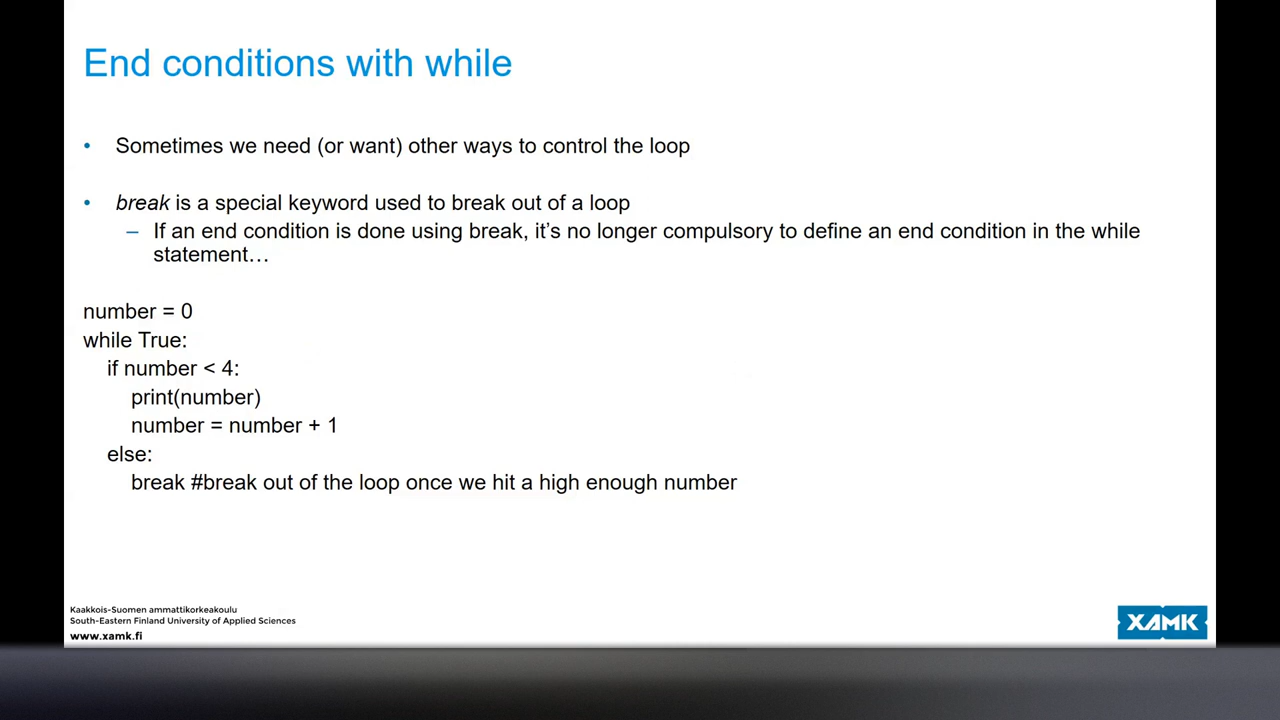 End conditions with while
• Sometimes we need (or want) other ways to control the loop
• break is a special keyword used to break out of a loop
– If an end condition is done using break, it’s no longer compulsory to define an end condition in the while
statement…
number = 0
while True:
if number < 4:
print(number)
number = number + 1
else:
break #break out of the loop once we hit a high enough number
Kaakkois-Suomen ammattikorkeakoulu
South-Eastern Finland University of Applied Sciences
www.xamk.fi
XAMK